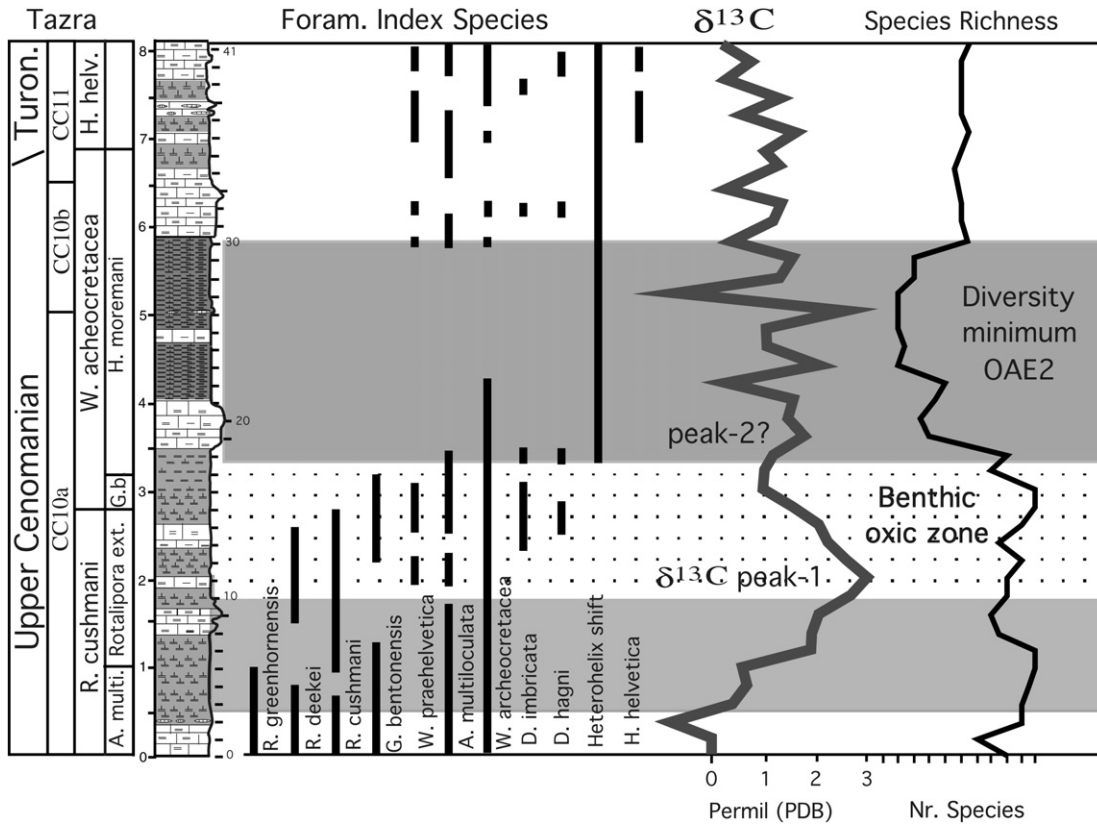 Tazra
Foram. Index Species
δ13C
Species Richness
Upper Cenomanian \ Turon.
CC10a
CC10b
CC11
R. cushmani
W. acheocretacea
H. helv.
A. multi.
Rotalipora ext.
G.b
H. moremani
8
7
6
5
4
3
2
1
0
41
30
20
10
0
R. greenhornensis
R. deekei
R. cushmani
G. bentonensis
W. praehelvetica
A. multiloculata
W. archeocretacea
D. imbricata
D. hagni
Heterohelix shift
H. helvetica
Diversity
minimum
OAE2
peak-2?
Benthic
oxic zone
δ13C peak-1
0 1 2 3
Permil (PDB)
Nr. Species